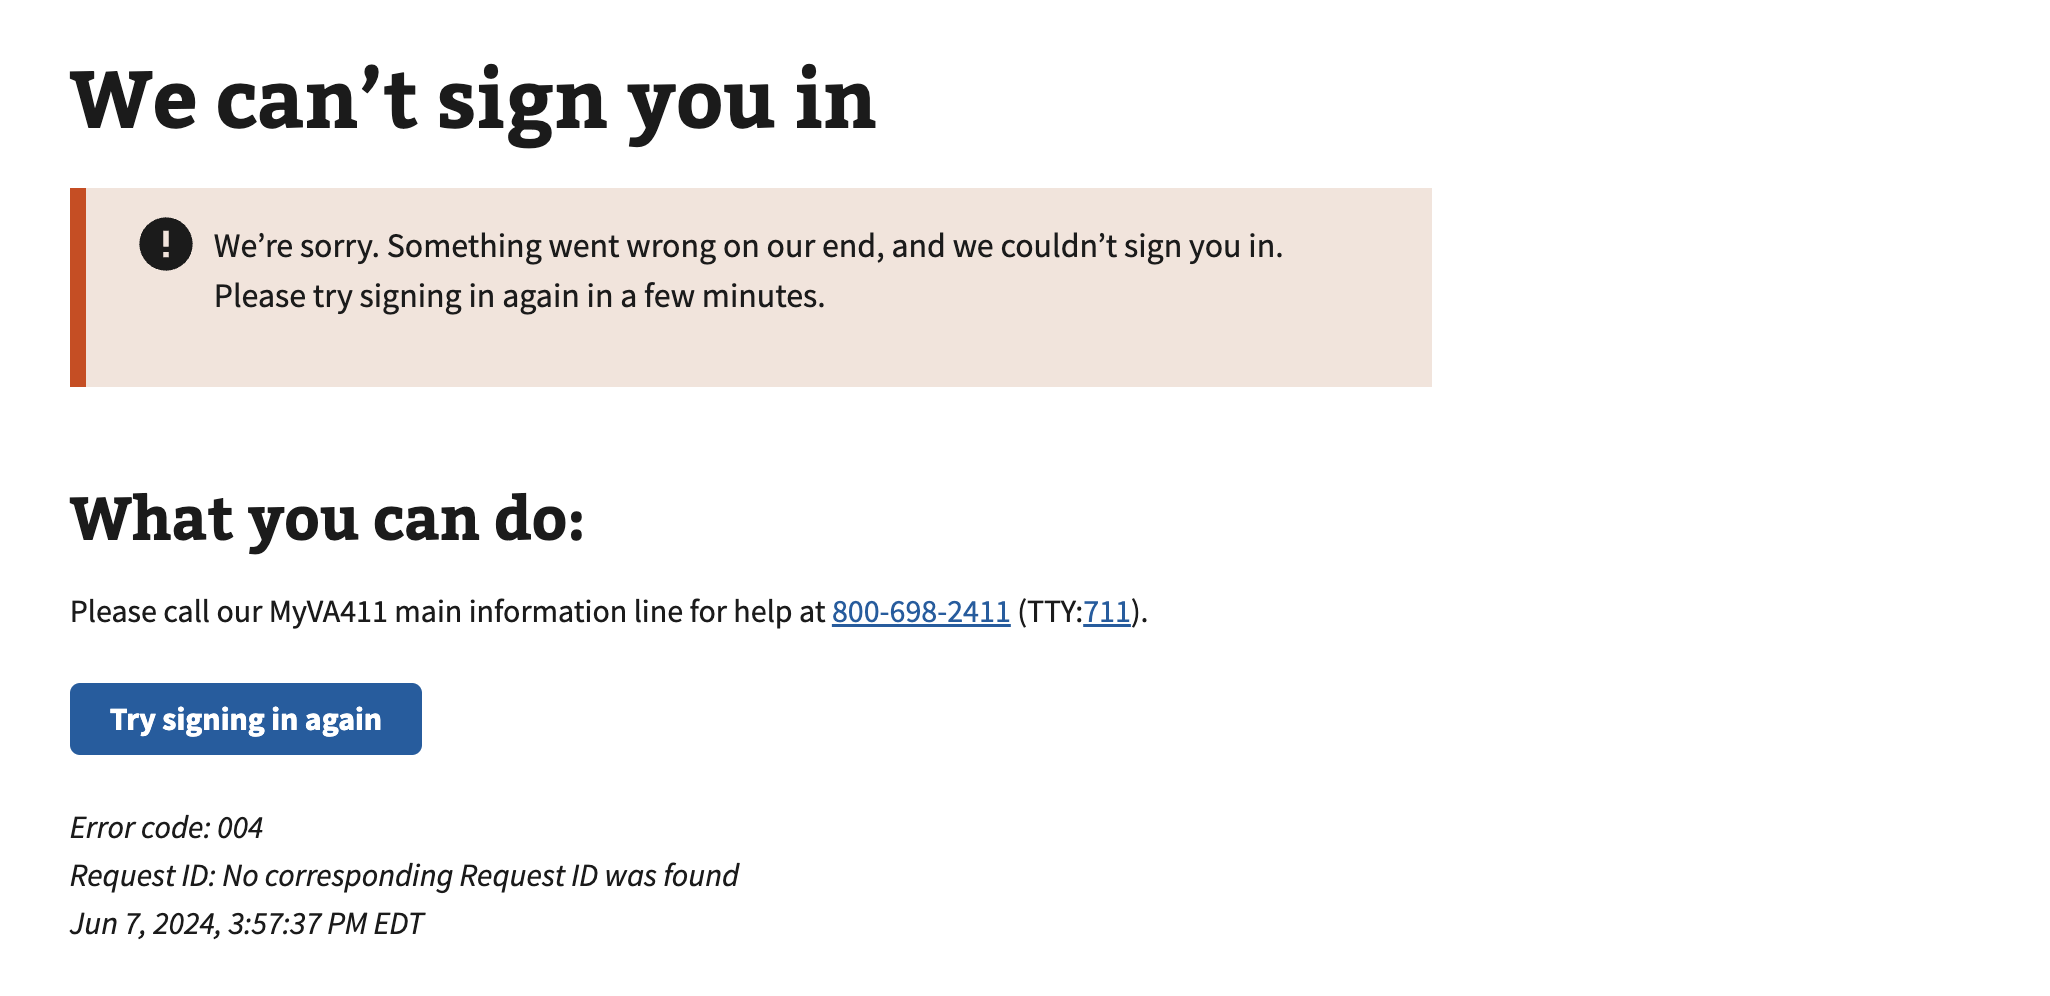 We can’t sign you in
We’re sorry. Something went wrong on our end, and we couldn’t sign you in.
Please try signing in again in a few minutes.
What you can do:
Please call our MyVA411 main information line for help at 800-698-2411 (TTY:711).
Try signing in again
Error code: 004
Request ID: No corresponding Request ID was found
Jun 7, 2024, 3:57:37 PM EDT